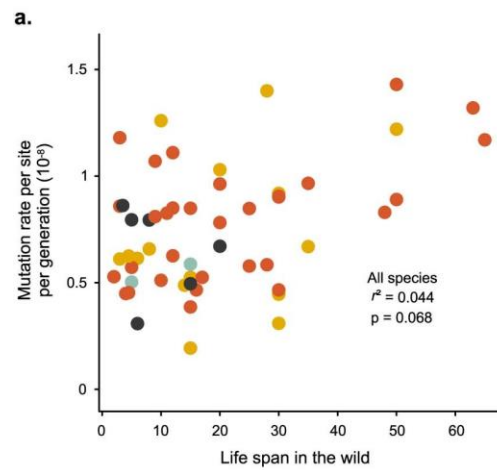 a.
Mutation rate per site
per generation (10⁻⁸)
1.5
1
0.5
0
All species
r² = 0.044
p = 0.068
0 10 20 30 40 50 60
Life span in the wild